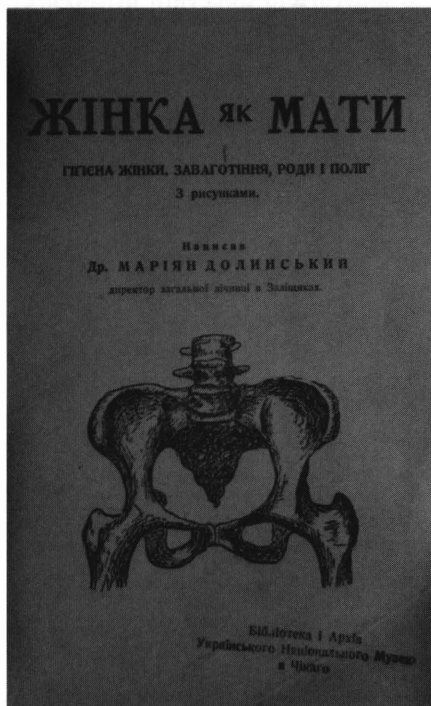 ЖІНКА ЯК МАТИ
ГІГІЄНА ЖІНКИ, ЗАВАГОТІННЯ, РОДИ І ПОЛІГ
З рисунками.
Написав
Др. МАРІЯН ДОЛИНСЬКИЙ
директор загальної лічниці в Заліщиках.
Бібліотека і Архів
Українського Національного Музею
в Чікаґо